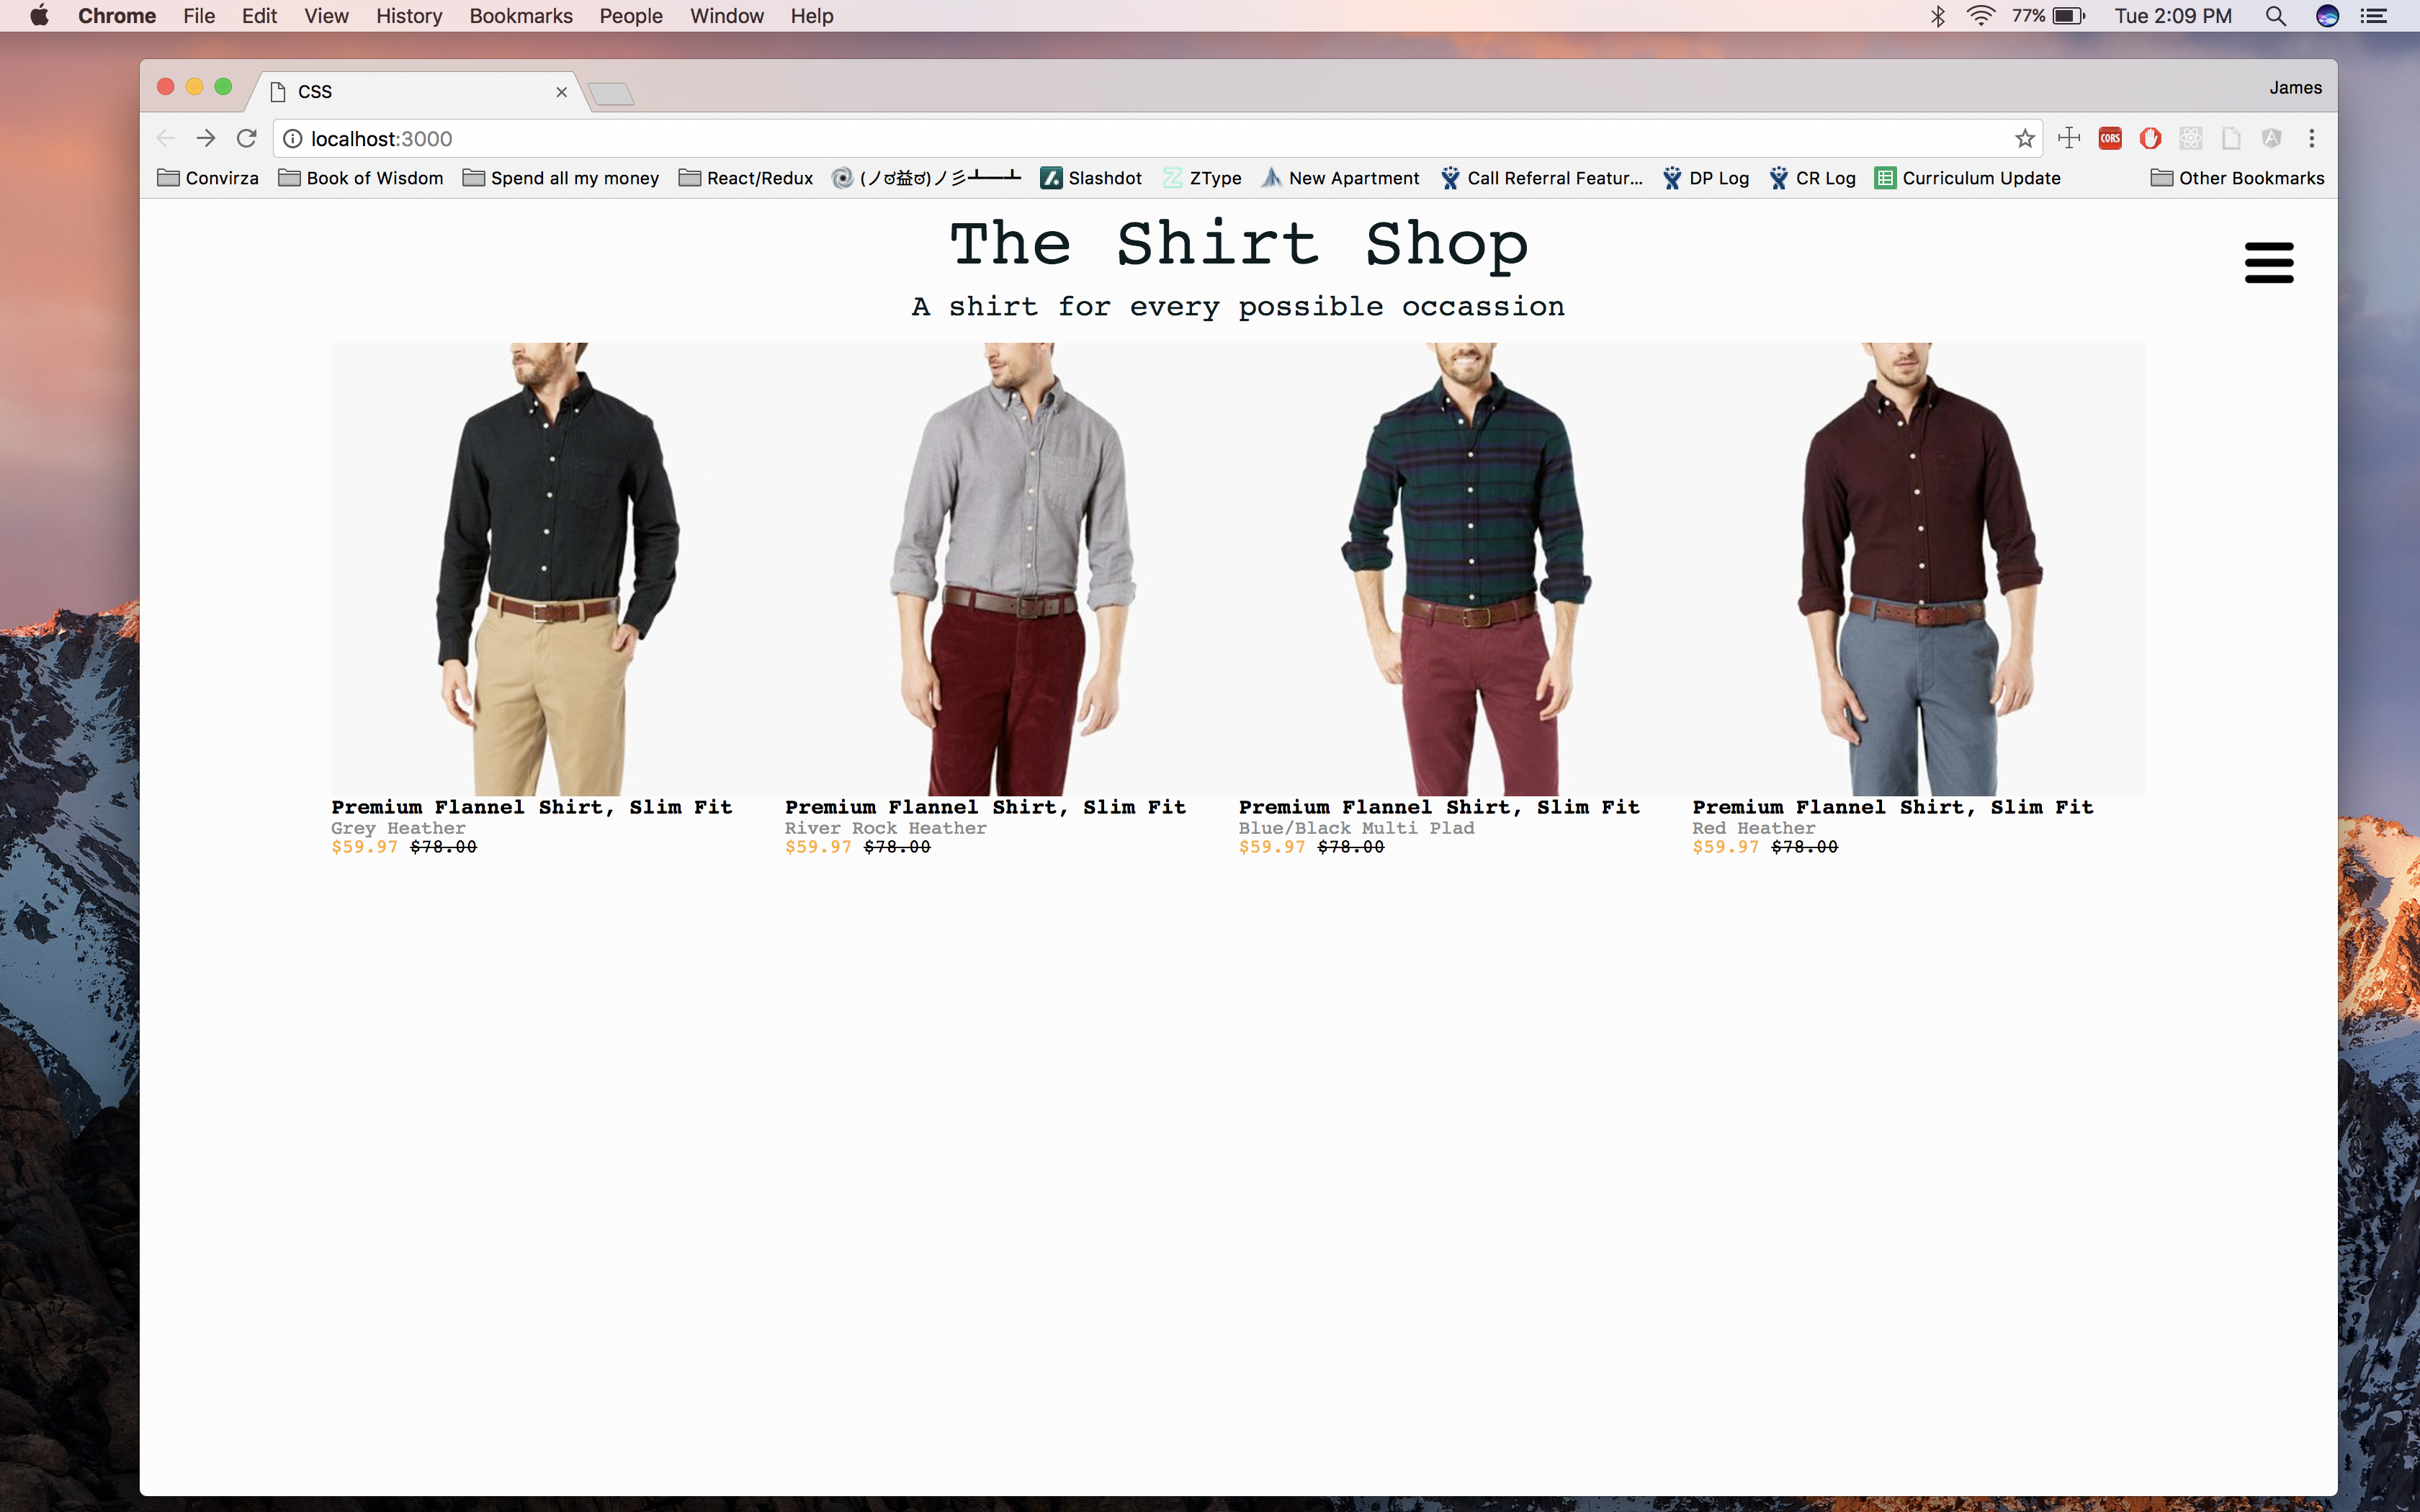 Chrome File Edit View History Bookmarks People Window Help 77% Tue 2:09 PM
CSS James
localhost:3000 CORS
Convirza Book of Wisdom Spend all my money React/Redux (ノಠ益ಠ)ノ彡┻━┻ Slashdot ZType New Apartment Call Referral Featur... DP Log CR Log Curriculum Update Other Bookmarks
The Shirt Shop
A shirt for every possible occassion
Premium Flannel Shirt, Slim Fit
Grey Heather
$59.97 $78.00
Premium Flannel Shirt, Slim Fit
River Rock Heather
$59.97 $78.00
Premium Flannel Shirt, Slim Fit
Blue/Black Multi Plad
$59.97 $78.00
Premium Flannel Shirt, Slim Fit
Red Heather
$59.97 $78.00